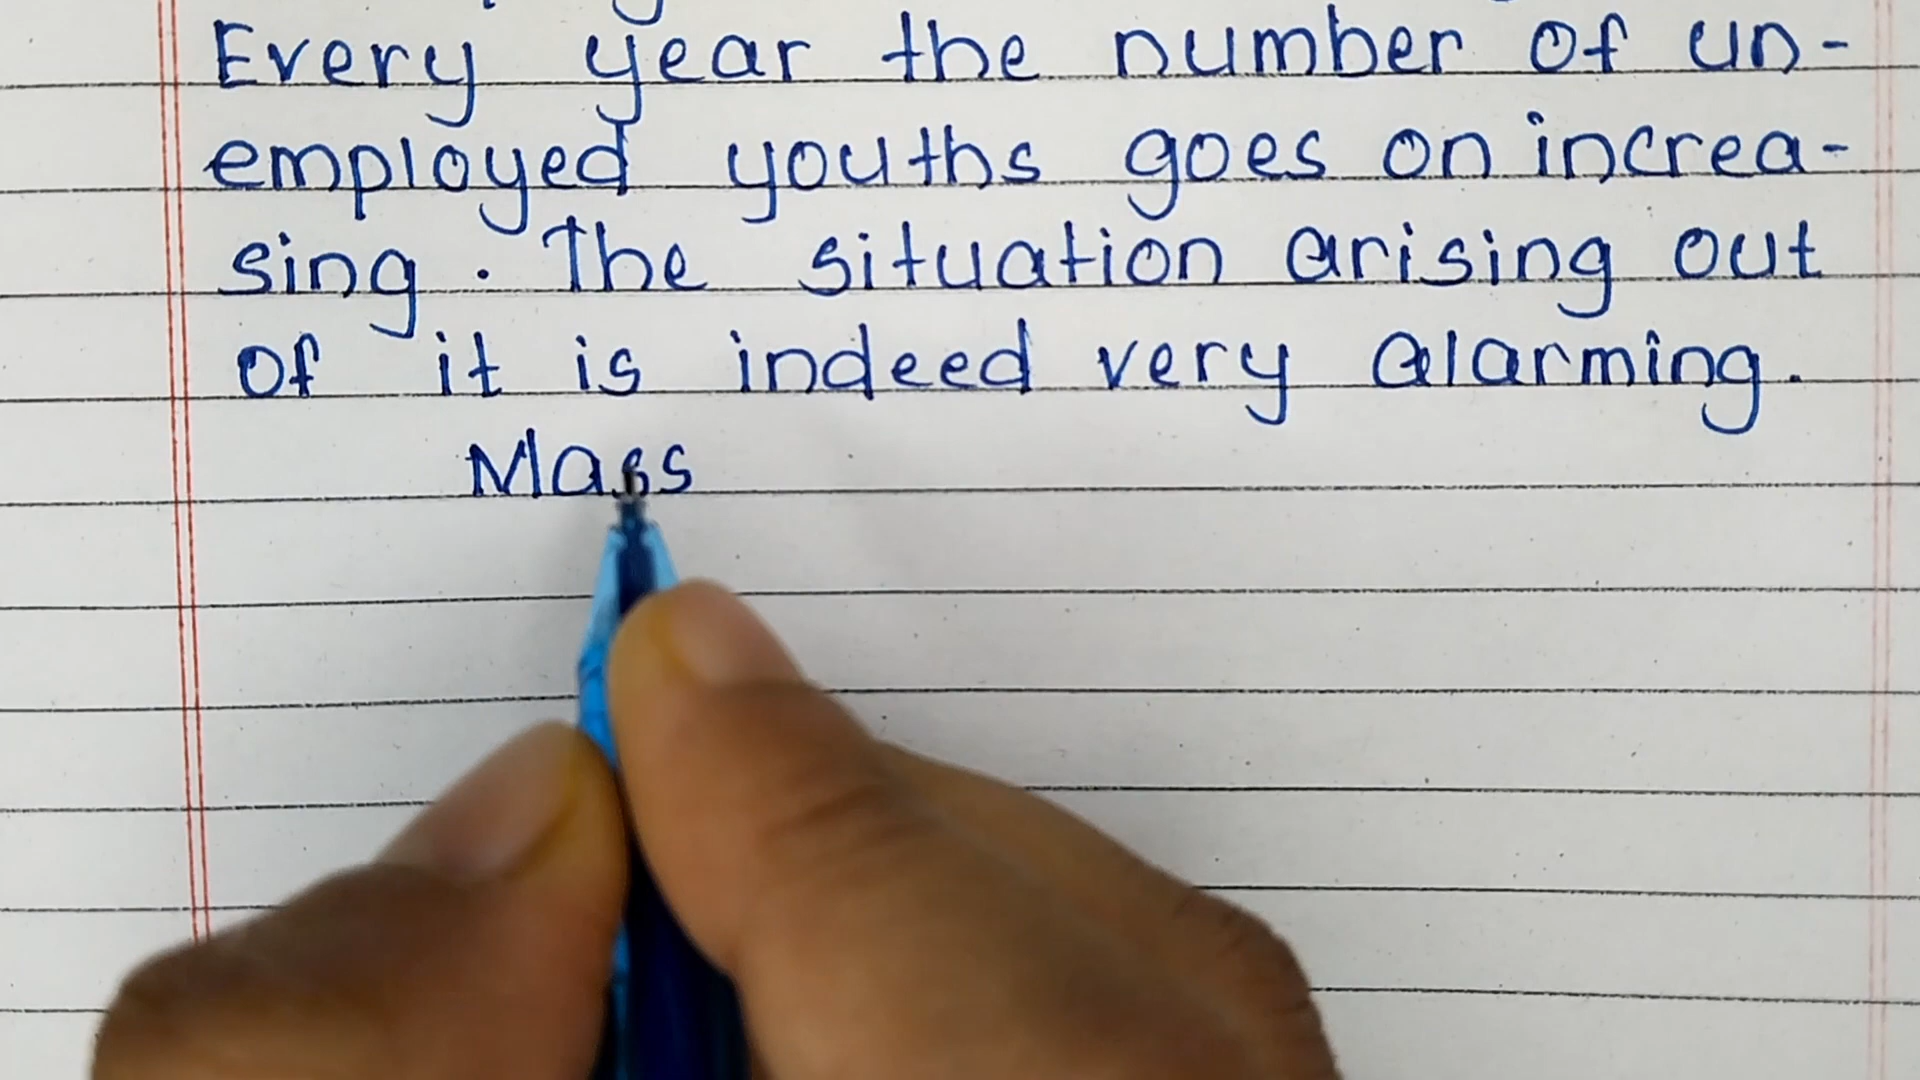 Every year the number of un-
employed youths goes on increa-
sing. The situation arising out
of it is indeed very alarming.
Mass